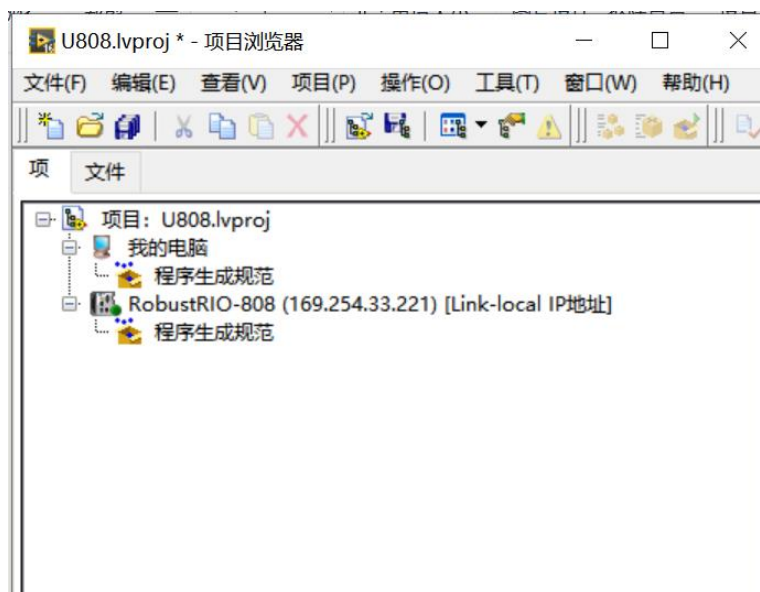 U808.lvproj * - 项目浏览器
文件(F) 编辑(E) 查看(V) 项目(P) 操作(O) 工具(T) 窗口(W) 帮助(H)
项 文件
项目：U808.lvproj
我的电脑
程序生成规范
RobustRIO-808 (169.254.33.221) [Link-local IP地址]
程序生成规范